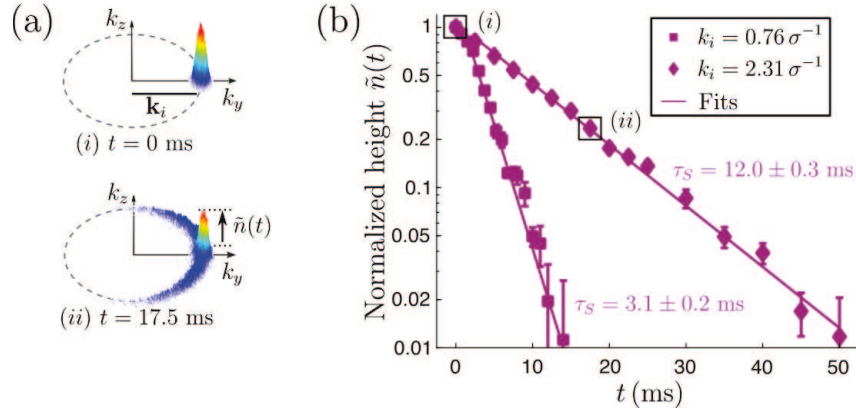 (a)
k_z
k_y
k_i
(i) t = 0 ms
k_z
ñ(t)
k_y
(ii) t = 17.5 ms
(b)
Normalized height ñ(t)
1
0.5
0.2
0.1
0.05
0.02
0.01
(i)
(ii)
k_i = 0.76 σ⁻¹
k_i = 2.31 σ⁻¹
Fits
τ_S = 12.0 ± 0.3 ms
τ_S = 3.1 ± 0.2 ms
0 10 20 30 40 50
t (ms)